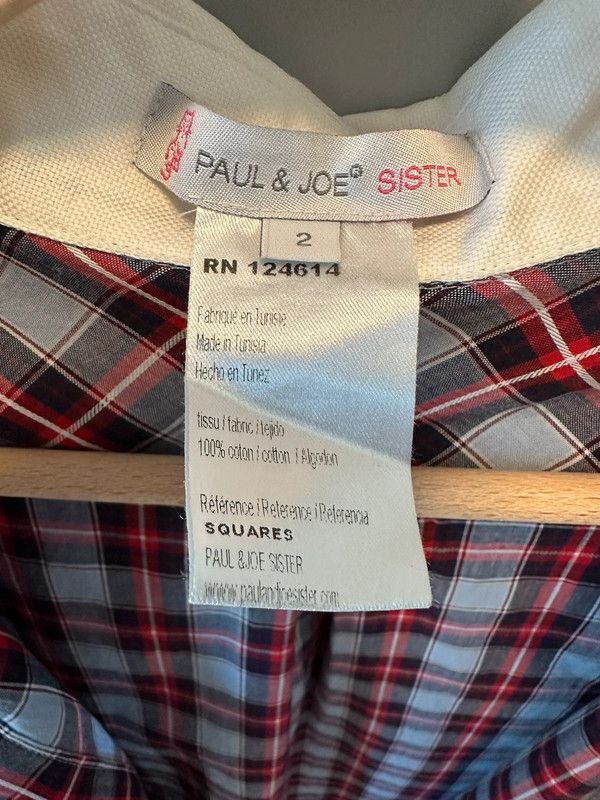 PAUL & JOE® SISTER
2
RN 124614
Fabriqué en Tunisie
Made in Tunisia
Hecho en Tunez
tissu / fabric / tejido
100% coton / cotton / Algodon
Référence / Reference / Referencia
SQUARES
PAUL & JOE SISTER
www.paulandjoesister.com